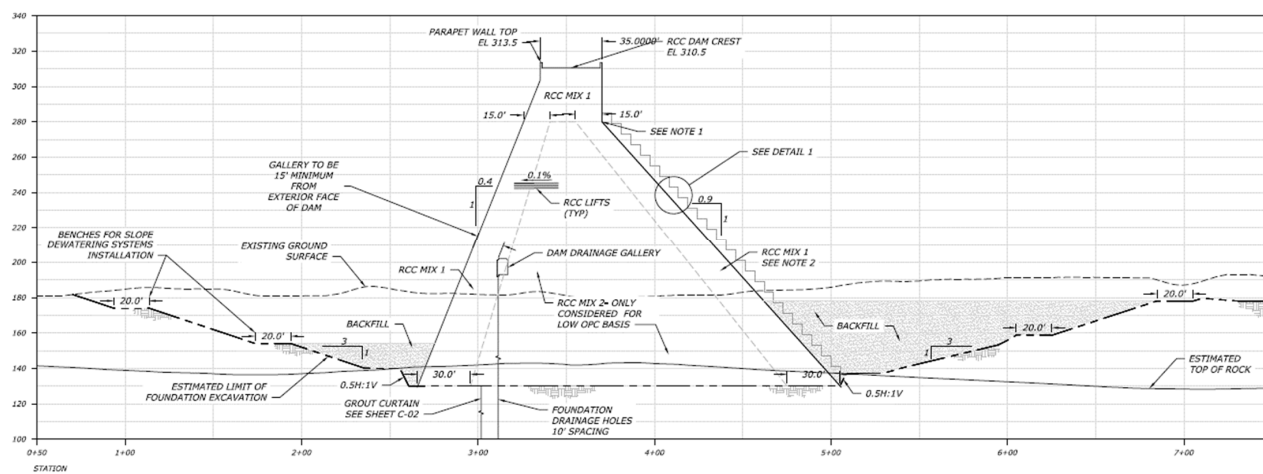 340
320
300
280
260
240
220
200
180
160
140
120
100
PARAPET WALL TOP
EL 313.5
35.0000'
RCC DAM CREST
EL 310.5
RCC MIX 1
15.0'
15.0'
SEE NOTE 1
SEE DETAIL 1
GALLERY TO BE
15' MINIMUM
FROM
EXTERIOR FACE
OF DAM
0.4
1
0.1%
RCC LIFTS
(TYP)
0.9
1
BENCHES FOR SLOPE
DEWATERING SYSTEMS
INSTALLATION
EXISTING GROUND
SURFACE
DAM DRAINAGE GALLERY
RCC MIX 1
SEE NOTE 2
RCC MIX 1
RCC MIX 2- ONLY
CONSIDERED FOR
LOW OPC BASIS
20.0'
20.0'
BACKFILL
BACKFILL
20.0'
20.0'
3
1
3
1
ESTIMATED LIMIT OF
FOUNDATION EXCAVATION
0.5H:1V
30.0'
30.0'
0.5H:1V
ESTIMATED
TOP OF ROCK
GROUT CURTAIN
SEE SHEET C-02
FOUNDATION
DRAINAGE HOLES
10' SPACING
0+50
1+00
2+00
3+00
4+00
5+00
6+00
7+00
STATION